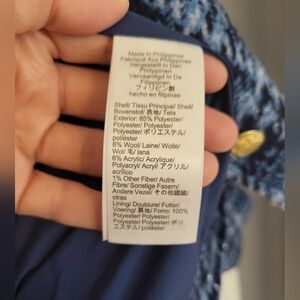 Made In Philippines
Fabriqué Aux Philippines
Hergestellt In Den
Philippinen
Vervaardigd In De
Filippijnen
フィリピン製
hecho en filipinas
Shell/ Tissu Principal/ Shell/
Bovenstof/ 表地/ Tela
Exterior: 85% Polyester/
Polyester/ Polyester/
Polyester/ ポリエステル/
poliéster
8% Wool/ Laine/ Wolle/
Wol/ 毛/ lana
6% Acrylic/ Acrylique/
Polyacryl/ Acryl/ アクリル/
acrílico
1% Other Fiber/ Autre
Fibre/ Sonstige Fasern/
Andere Vezel/ その他繊維/
otras
Lining/ Doublure/ Futter/
Voering/ 裏地/ Forro: 100%
Polyester/ Polyester/
Polyester/ Polyester/ ポリ
エステル/ poliéster